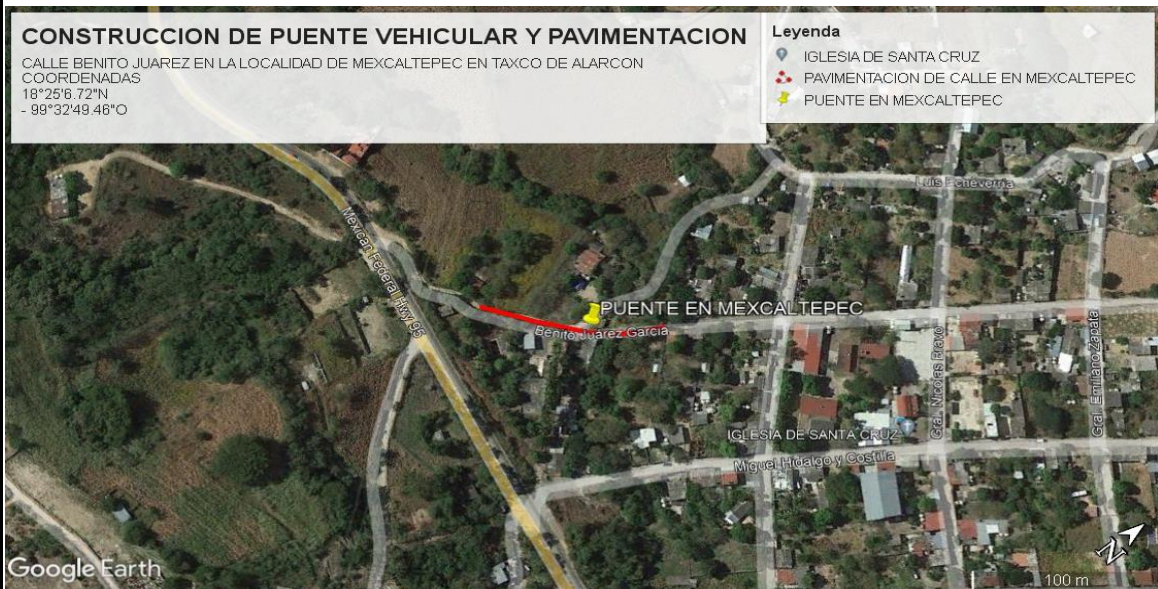 CONSTRUCCION DE PUENTE VEHICULAR Y PAVIMENTACION
CALLE BENITO JUAREZ EN LA LOCALIDAD DE MEXCALTEPEC EN TAXCO DE ALARCON
COORDENADAS
18°25'6.72"N
- 99°32'49.46"O
Leyenda
IGLESIA DE SANTA CRUZ
PAVIMENTACION DE CALLE EN MEXCALTEPEC
PUENTE EN MEXCALTEPEC
Luis Echeverria
Mexican Federal Hwy 95
PUENTE EN MEXCALTEPEC
Benito Juárez García
Gral. Nicolas Bravo
Gral. Emiliano Zapata
IGLESIA DE SANTA CRUZ
Miguel Hidalgo y Costilla
Google Earth
N
100 m